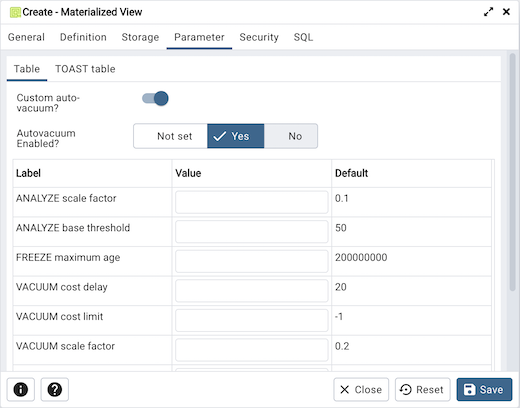 Create - Materialized View
General Definition Storage Parameter Security SQL
Table TOAST table
Custom auto-
vacuum?
Autovacuum
Enabled?
Not set Yes No
Label Value Default
ANALYZE scale factor 0.1
ANALYZE base threshold 50
FREEZE maximum age 200000000
VACUUM cost delay 20
VACUUM cost limit -1
VACUUM scale factor 0.2
Close Reset Save